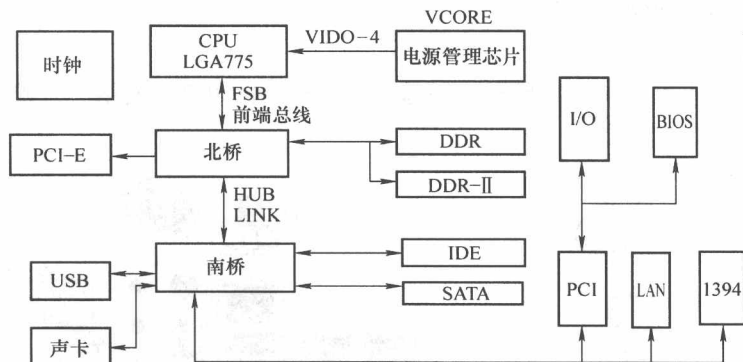 VCORE
时钟
CPU
LGA775
VIDO-4
电源管理芯片
FSB
前端总线
I/O
BIOS
PCI-E
北桥
DDR
DDR-Ⅱ
HUB
LINK
南桥
IDE
USB
SATA
PCI
LAN
1394
声卡